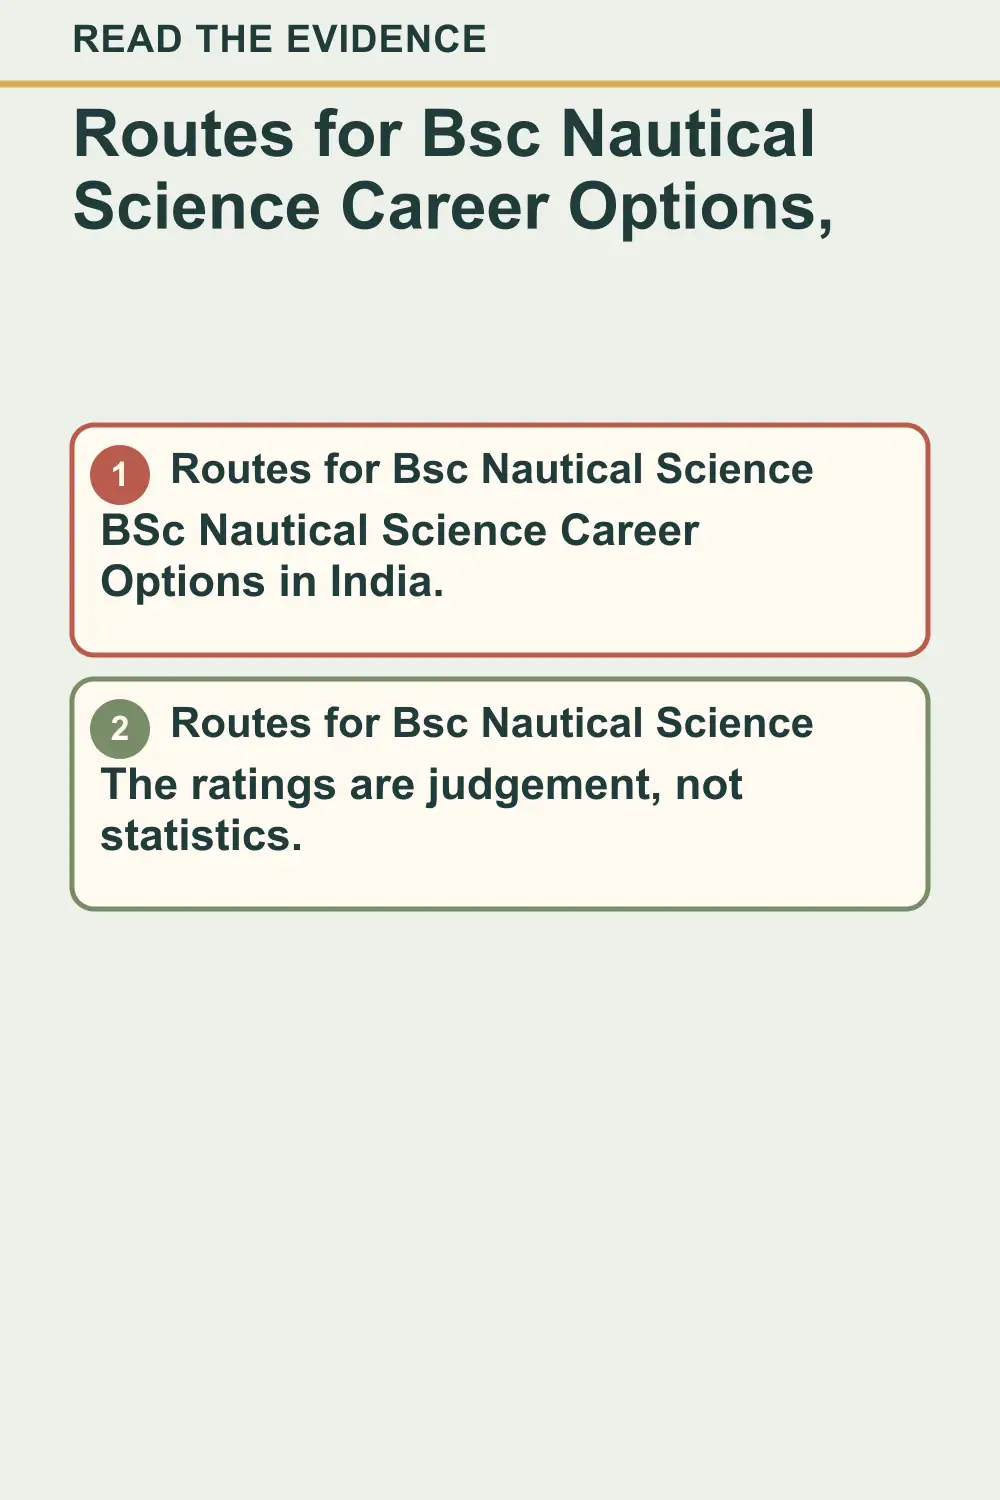 READ THE EVIDENCE
Routes for Bsc Nautical
Science Career Options,
1 Routes for Bsc Nautical Science
BSc Nautical Science Career
Options in India.
2 Routes for Bsc Nautical Science
The ratings are judgement, not
statistics.